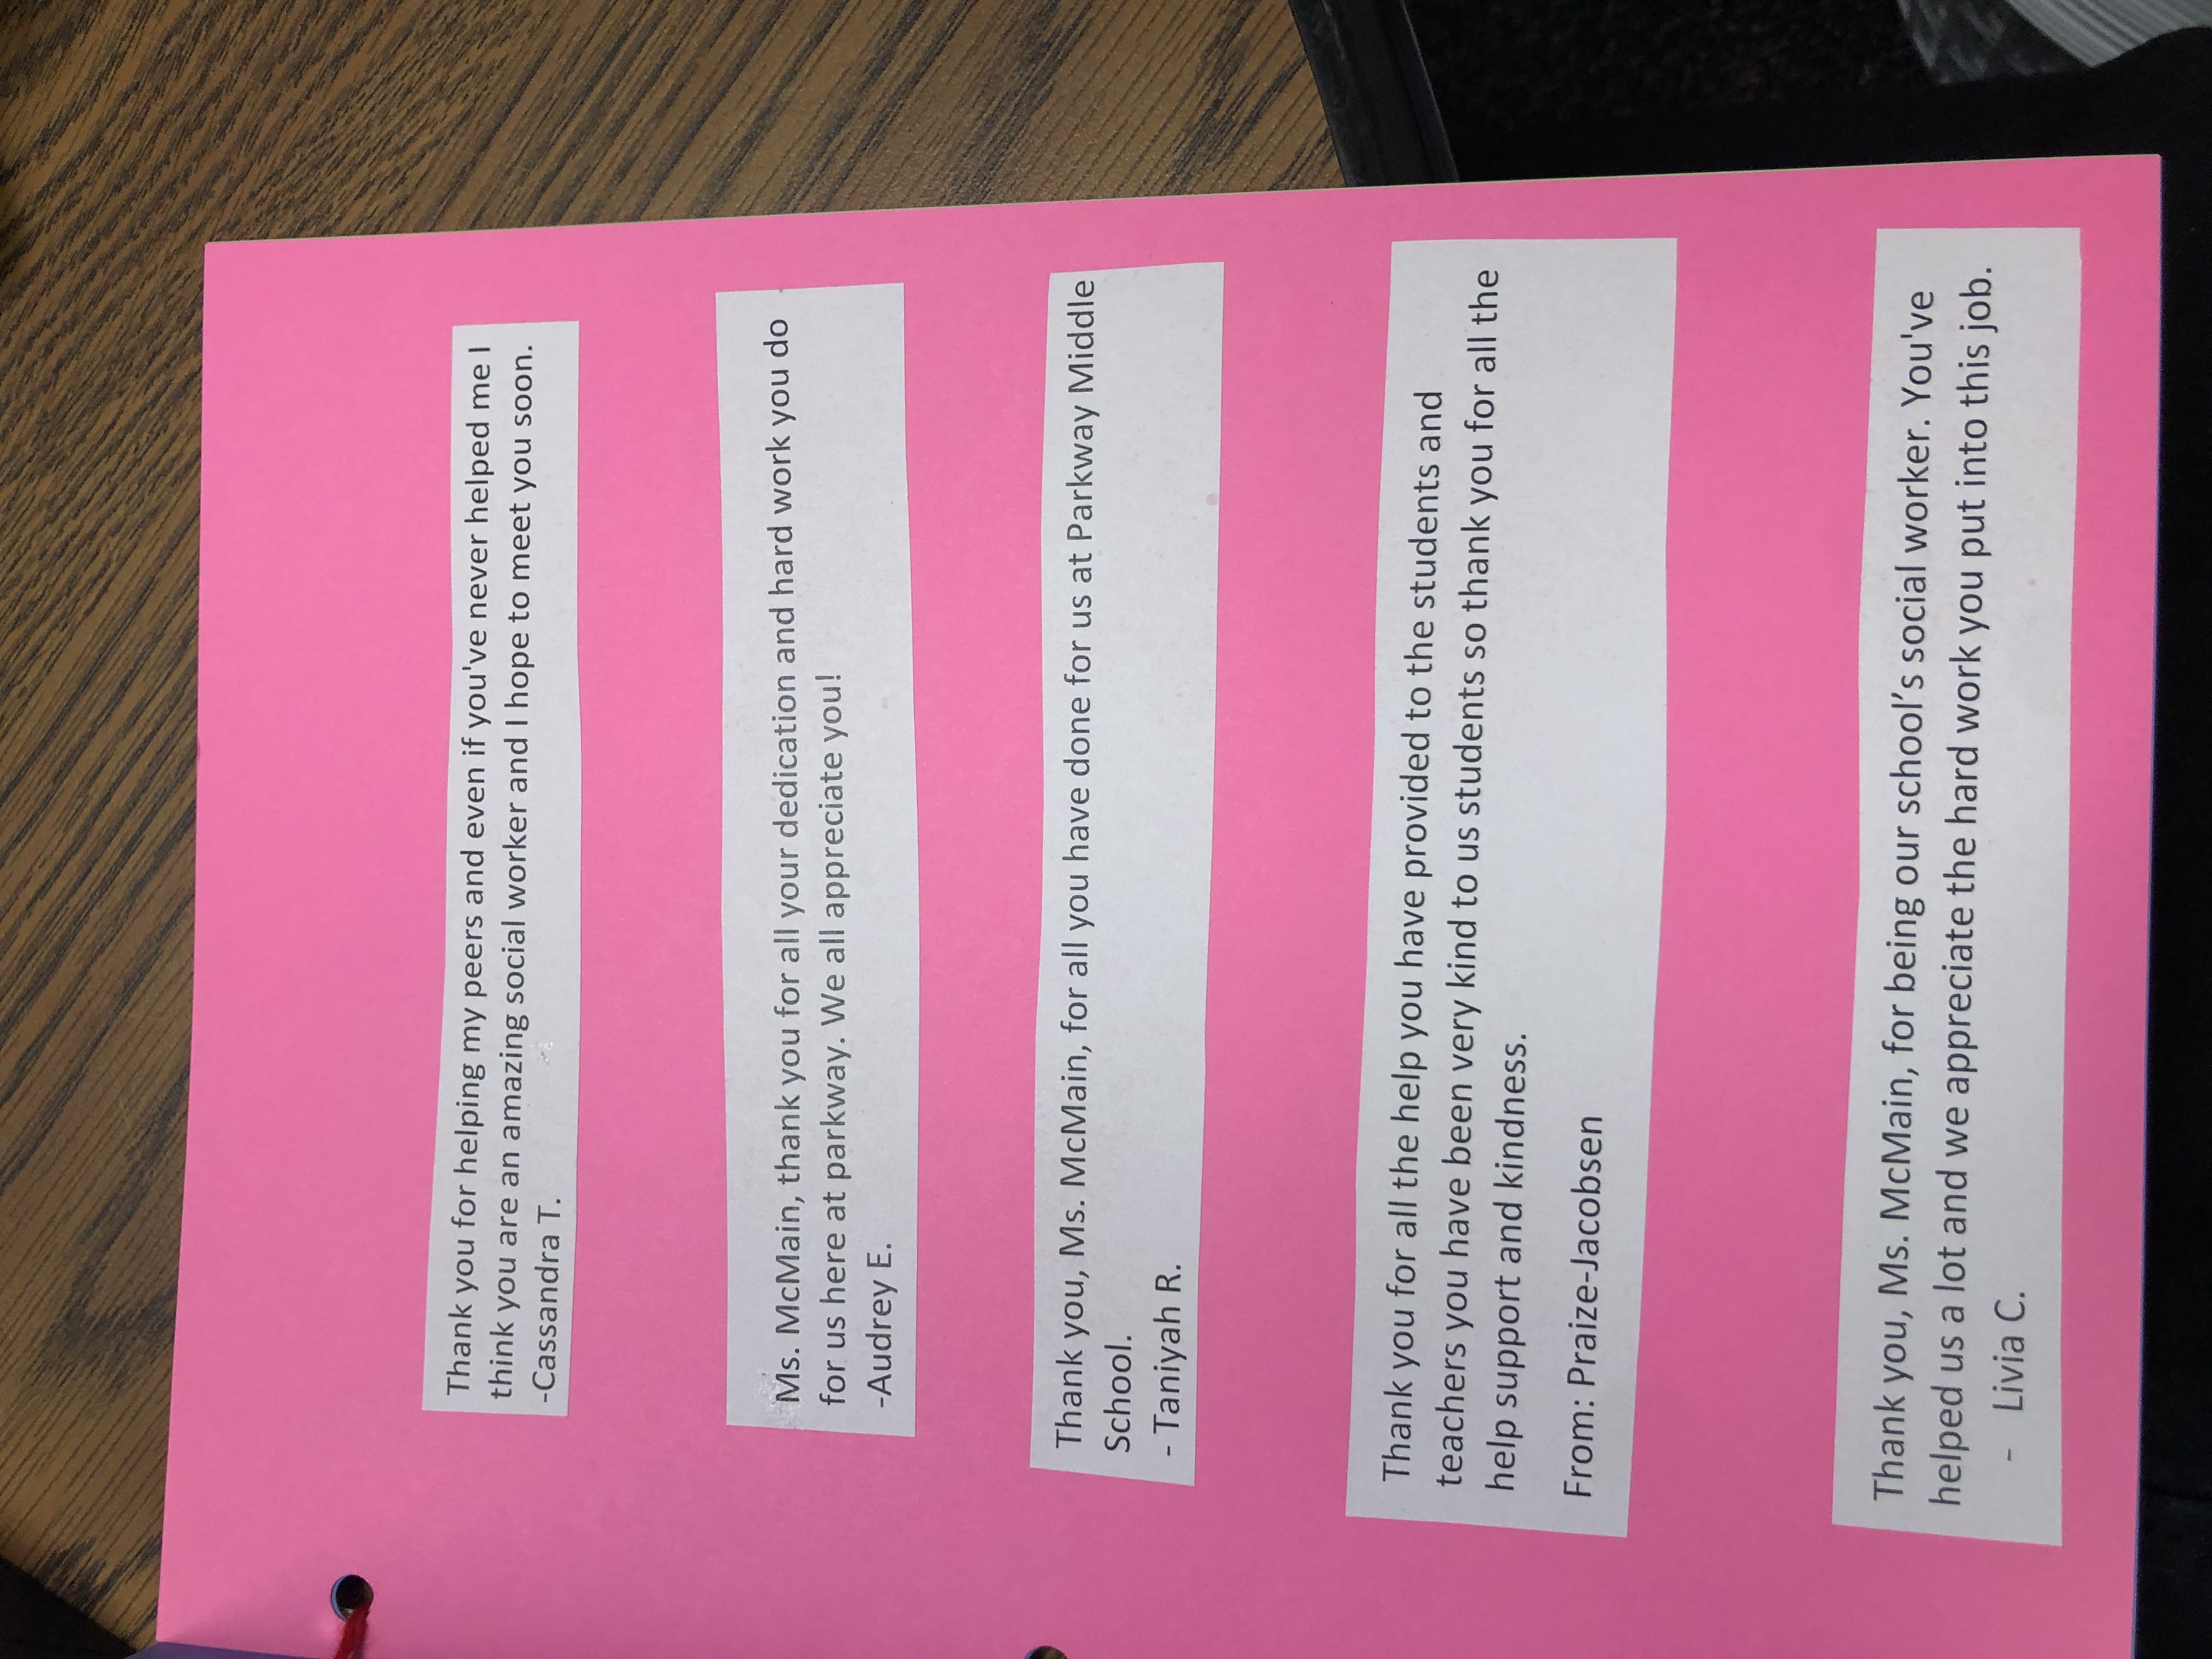 Thank you for helping my peers and even if you've never helped me I
think you are an amazing social worker and I hope to meet you soon.
-Cassandra T.
Ms. McMain, thank you for all your dedication and hard work you do
for us here at parkway. We all appreciate you!
-Audrey E.
Thank you, Ms. McMain, for all you have done for us at Parkway Middle
School.
- Taniyah R.
Thank you for all the help you have provided to the students and
teachers you have been very kind to us students so thank you for all the
help support and kindness.
From: Praize-Jacobsen
Thank you, Ms. McMain, for being our school’s social worker. You've
helped us a lot and we appreciate the hard work you put into this job.
- Livia C.